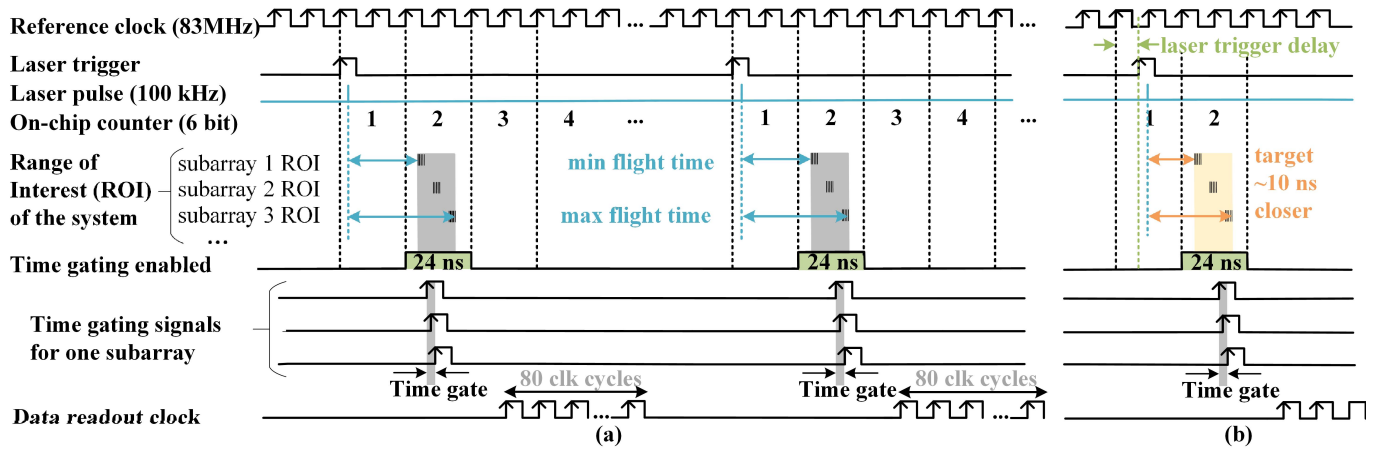 Reference clock (83MHz) ... ...
laser trigger delay
Laser trigger
Laser pulse (100 kHz)
On-chip counter (6 bit) 1 2 3 4 ... 1 2 3 4 ... 1 2
Range of
Interest (ROI)
of the system
subarray 1 ROI
subarray 2 ROI
subarray 3 ROI
...
min flight time
max flight time
target
~10 ns
closer
Time gating enabled 24 ns 24 ns 24 ns
Time gating signals
for one subarray
Time gate 80 clk cycles Time gate 80 clk cycles Time gate
Data readout clock ... ...
(a) (b)